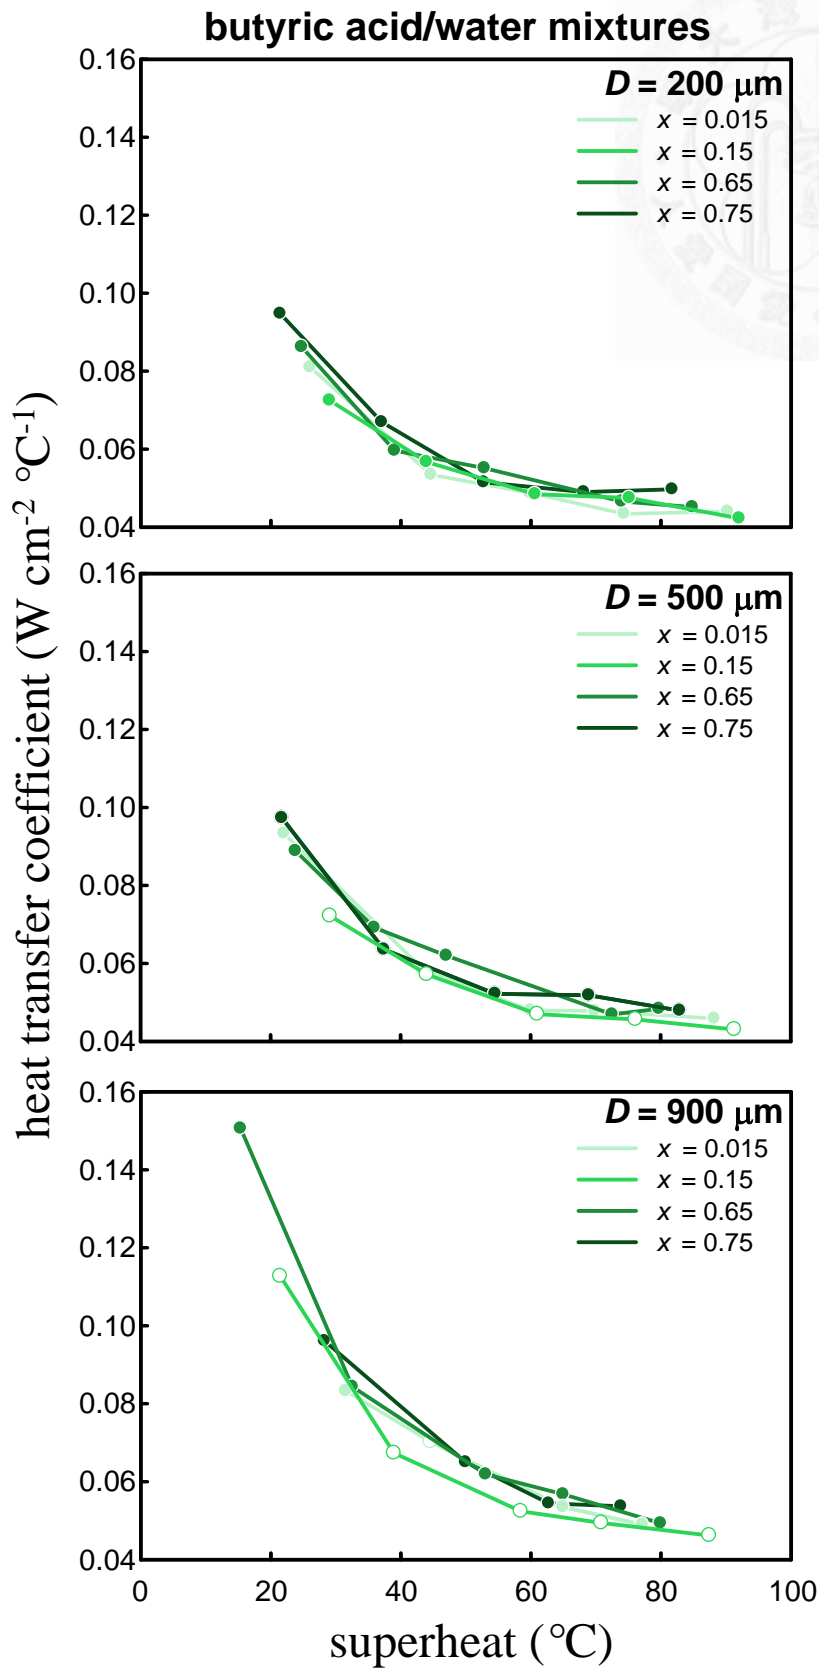 butyric acid/water mixtures
heat transfer coefficient (W cm-2 °C-1)
0.16
0.14
0.12
0.10
0.08
0.06
0.04
D = 200 μm
x = 0.015
x = 0.15
x = 0.65
x = 0.75
0.16
0.14
0.12
0.10
0.08
0.06
0.04
D = 500 μm
x = 0.015
x = 0.15
x = 0.65
x = 0.75
0.16
0.14
0.12
0.10
0.08
0.06
0.04
D = 900 μm
x = 0.015
x = 0.15
x = 0.65
x = 0.75
0 20 40 60 80 100
superheat (°C)